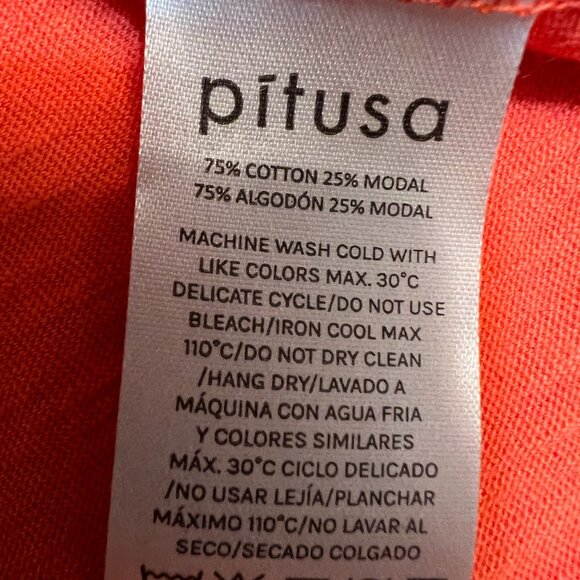 pítusa
75% COTTON 25% MODAL
75% ALGODÓN 25% MODAL
MACHINE WASH COLD WITH
LIKE COLORS MAX. 30°C
DELICATE CYCLE/DO NOT USE
BLEACH/IRON COOL MAX
110°C/DO NOT DRY CLEAN
/HANG DRY/LAVADO A
MÁQUINA CON AGUA FRIA
Y COLORES SIMILARES
MÁX. 30°C CICLO DELICADO
/NO USAR LEJÍA/PLANCHAR
MÁXIMO 110°C/NO LAVAR AL
SECO/SECADO COLGADO